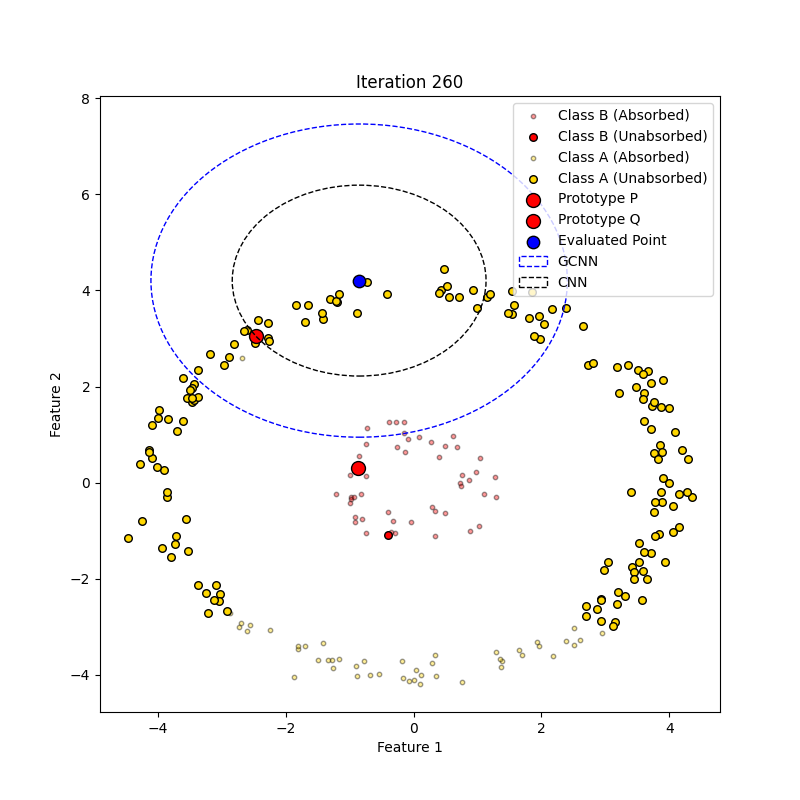 Iteration 260
Class B (Absorbed)
Class B (Unabsorbed)
Class A (Absorbed)
Class A (Unabsorbed)
Prototype P
Prototype Q
Evaluated Point
GCNN
CNN
8
6
4
2
0
−2
−4
Feature 2
−4 −2 0 2 4
Feature 1